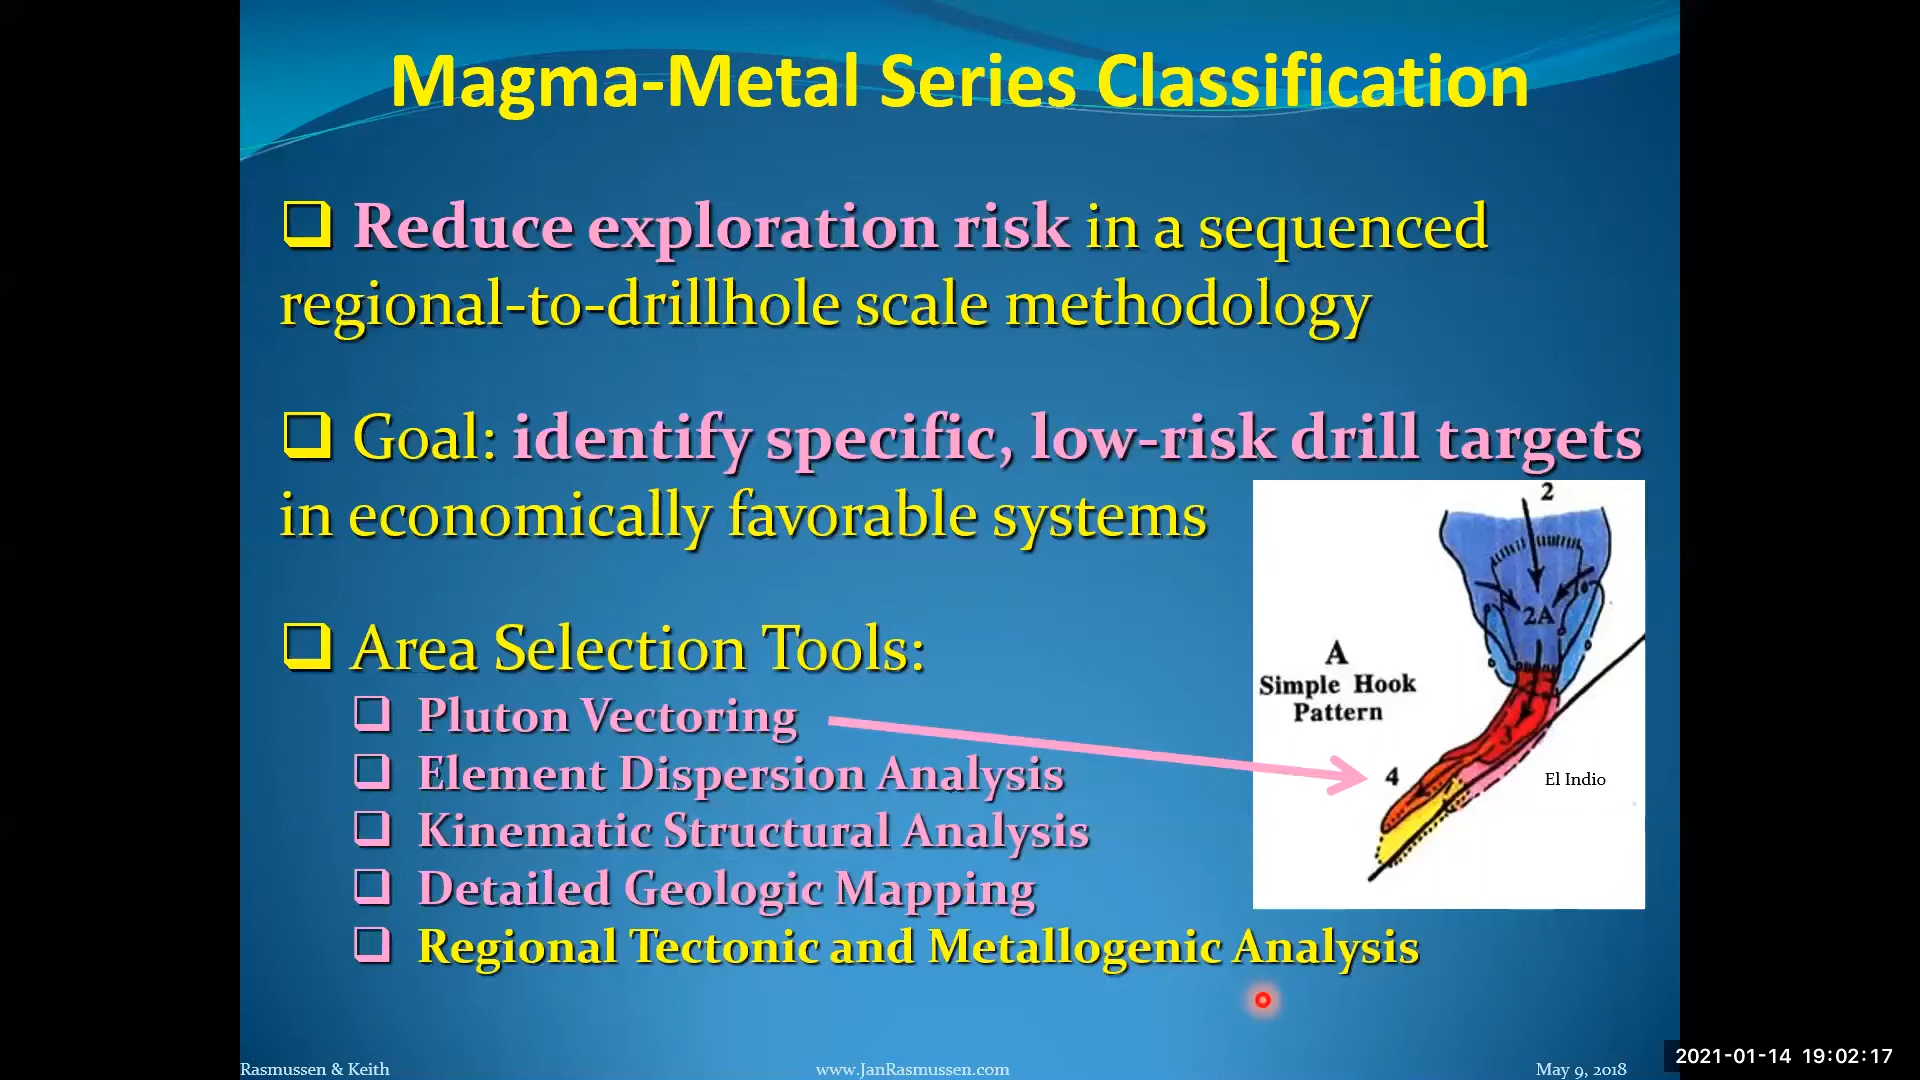 Magma-Metal Series Classification
❑ Reduce exploration risk in a sequenced
regional-to-drillhole scale methodology
❑ Goal: identify specific, low-risk drill targets
in economically favorable systems
❑ Area Selection Tools:
❑ Pluton Vectoring
❑ Element Dispersion Analysis
❑ Kinematic Structural Analysis
❑ Detailed Geologic Mapping
❑ Regional Tectonic and Metallogenic Analysis
2
2A
A
Simple Hook
Pattern
3
4
El Indio
Rasmussen & Keith
www.JanRasmussen.com
May 9, 2018
2021-01-14 19:02:17